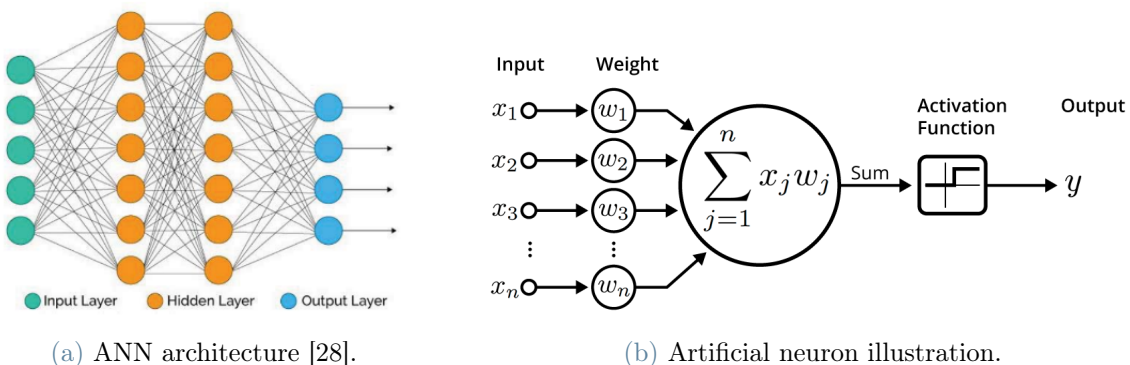 Input Layer Hidden Layer Output Layer
(a) ANN architecture [28].
Input Weight
x₁ w₁
x₂ w₂
x₃ w₃
⋮ ⋮
xₙ wₙ
n
∑ xⱼwⱼ
j=1
Sum
Activation
Function
Output
y
(b) Artificial neuron illustration.